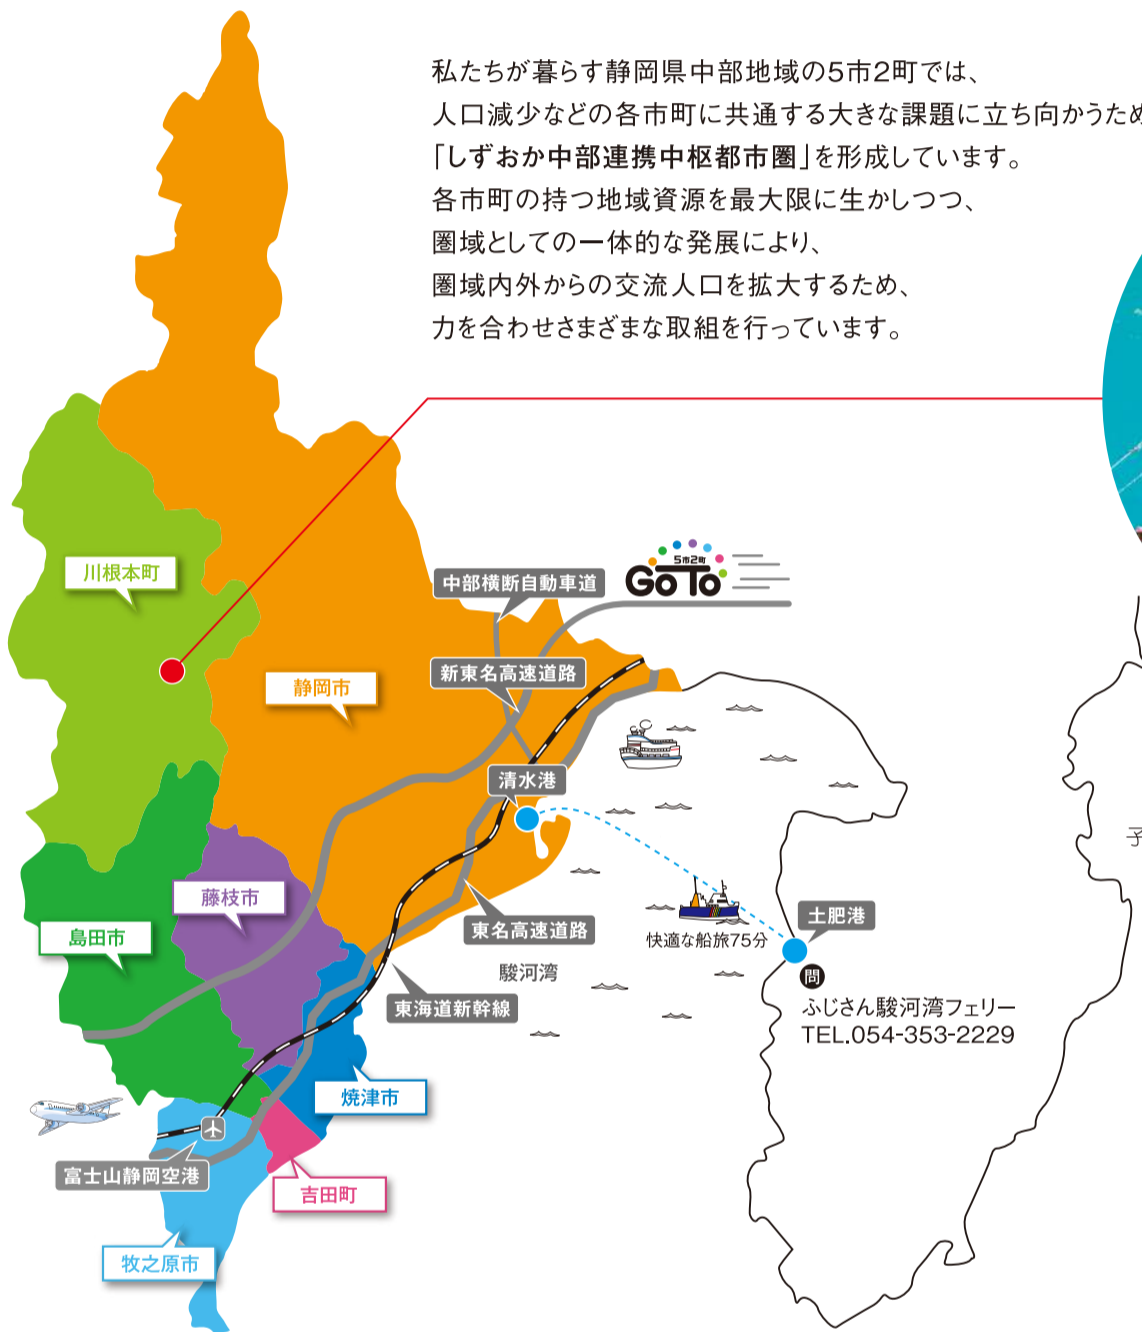 私たちが暮らす静岡県中部地域の5市2町では、
人口減少などの各市町に共通する大きな課題に立ち向かうため
「しずおか中部連携中枢都市圏」を形成しています。
各市町の持つ地域資源を最大限に生かしつつ、
圏域としての一体的な発展により、
圏域内外からの交流人口を拡大するため、
力を合わせさまざまな取組を行っています。
5市2町
GoTo
中部横断自動車道
川根本町
新東名高速道路
静岡市
清水港
子
藤枝市
島田市
東名高速道路
土肥港
快適な船旅75分
駿河湾
問
東海道新幹線
ふじさん駿河湾フェリー
TEL.054-353-2229
焼津市
富士山静岡空港
吉田町
牧之原市